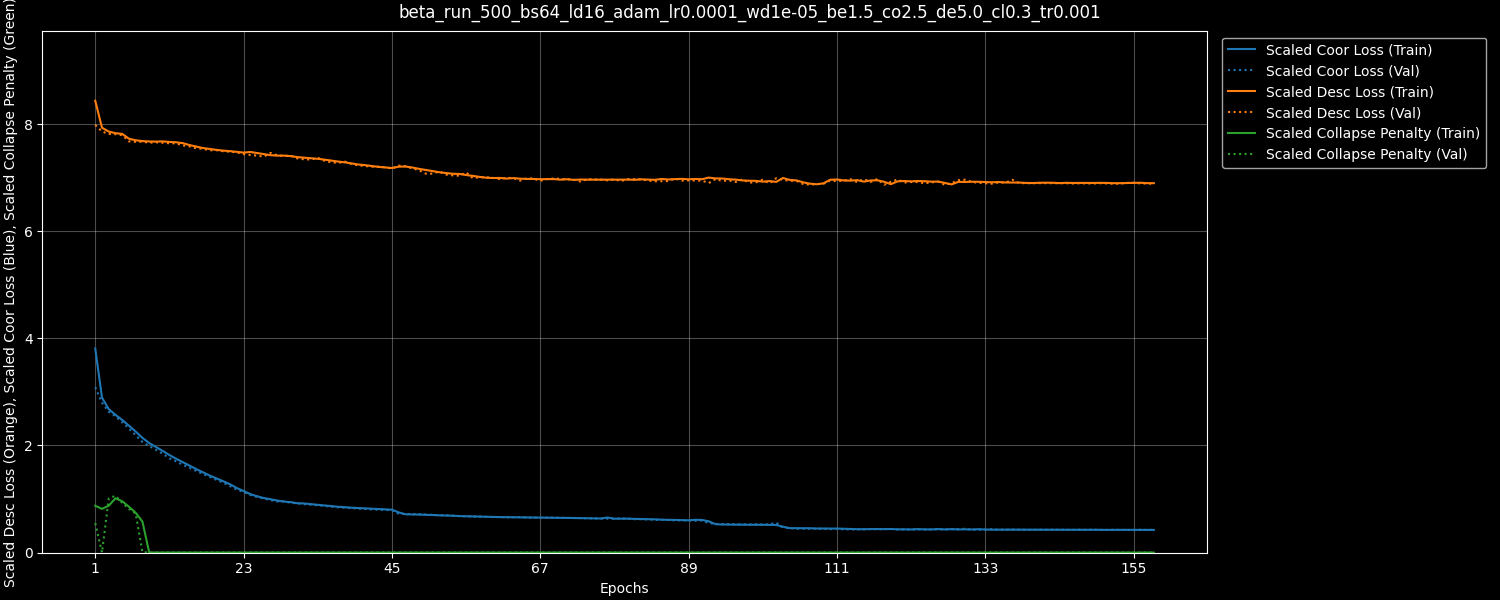 beta_run_500_bs64_ld16_adam_lr0.0001_wd1e-05_be1.5_co2.5_de5.0_cl0.3_tr0.001
Scaled Desc Loss (Orange), Scaled Coor Loss (Blue), Scaled Collapse Penalty (Green)
8
6
4
2
0
1 23 45 67 89 111 133 155
Epochs
Scaled Coor Loss (Train)
Scaled Coor Loss (Val)
Scaled Desc Loss (Train)
Scaled Desc Loss (Val)
Scaled Collapse Penalty (Train)
Scaled Collapse Penalty (Val)